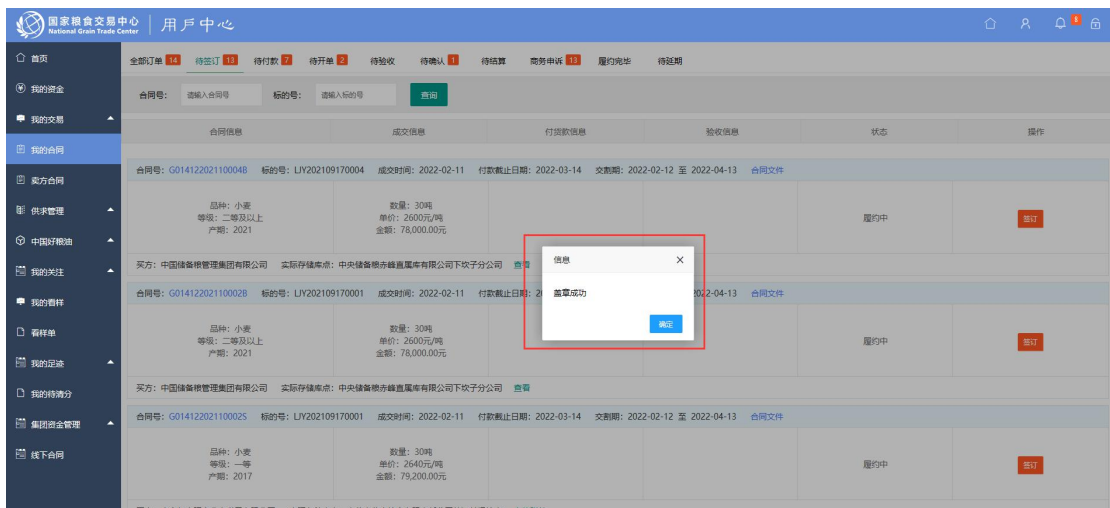 国家粮食交易中心 用户中心
National Grain Trade Center
1
首页
我的资金
我的交易
我的合同
卖方合同
供求管理
中国好粮油
我的关注
我的看样
看样单
我的足迹
我的待清分
集团资金管理
线下合同
全部订单 14 待签订 13 待付款 7 待开单 2 待验收 待确认 1 待结算 商务申诉 13 履约完毕 待延期
合同号: 请输入合同号 标的号: 请输入标的号 查询
合同信息 成交信息 付货款信息 验收信息 状态 操作
合同号: G014122021100048 标的号: LJY202109170004 成交时间: 2022-02-11 付款截止日期: 2022-03-14 交割期: 2022-02-12 至 2022-04-13 合同文件
品种: 小麦
等级: 二等及以上
产期: 2021
数量: 30吨
单价: 2600元/吨
金额: 78,000.00元
履约中
签订
买方: 中国储备粮管理集团有限公司 实际存储库点: 中央储备粮赤峰直属库有限公司下坎子分公司 查看
合同号: G014122021100028 标的号: LJY202109170001 成交时间: 2022-02-11 付款截止日期: 2022-04-13 合同文件
品种: 小麦
等级: 二等及以上
产期: 2021
数量: 30吨
单价: 2600元/吨
金额: 78,000.00元
履约中
签订
买方: 中国储备粮管理集团有限公司 实际存储库点: 中央储备粮赤峰直属库有限公司下坎子分公司 查看
信息
盖章成功
确定
合同号: G014122021100025 标的号: LJY202109170001 成交时间: 2022-02-11 付款截止日期: 2022-03-14 交割期: 2022-02-12 至 2022-04-13 合同文件
品种: 小麦
等级: 一等
产期: 2017
数量: 30吨
单价: 2640元/吨
金额: 79,200.00元
履约中
签订